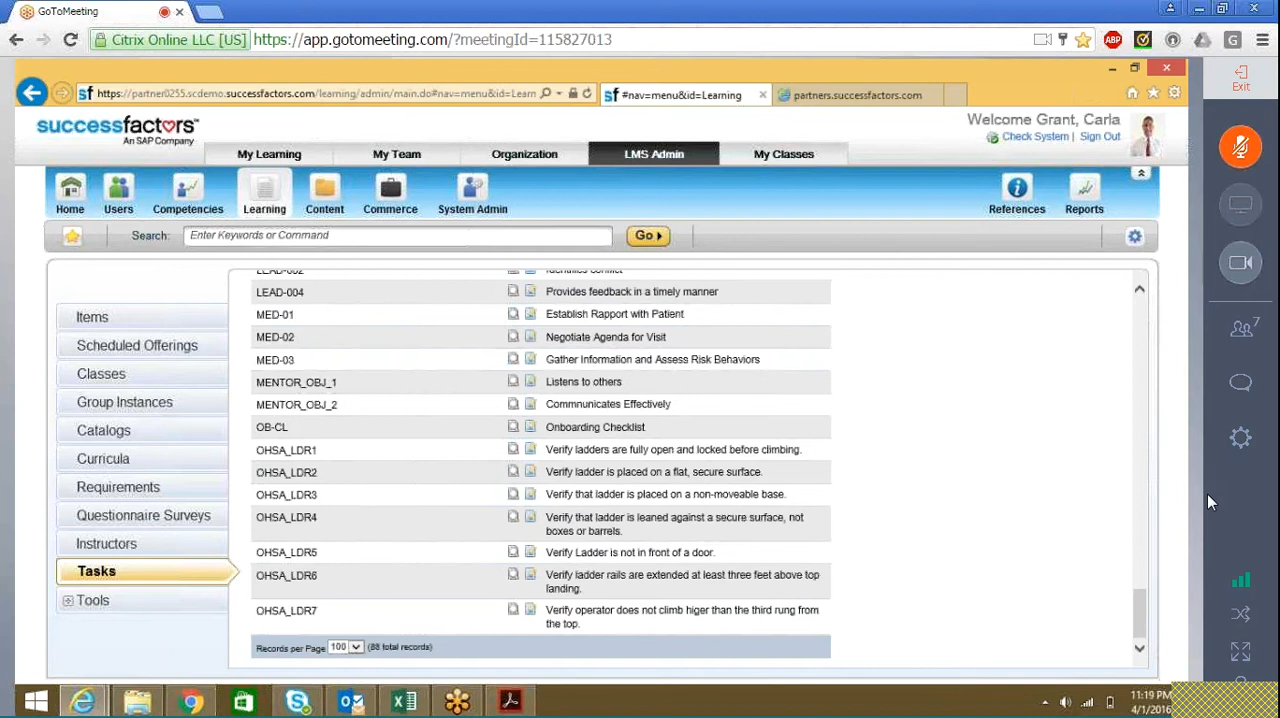 GoToMeeting
Citrix Online LLC [US] https://app.gotomeeting.com/?meetingId=115827013
ABP
G
sf https://partner0255.scdemo.successfactors.com/learning/admin/main.do#nav=menu&id=Learn
sf #nav=menu&id=Learning
partners.successfactors.com
Exit
successfactors™
An SAP Company
Welcome Grant, Carla
Check System | Sign Out
My Learning My Team Organization LMS Admin My Classes
Home Users Competencies Learning Content Commerce System Admin References Reports
Search: Enter Keywords or Command Go
Items
Scheduled Offerings
Classes
Group Instances
Catalogs
Curricula
Requirements
Questionnaire Surveys
Instructors
Tasks
Tools
LEAD-002 Identifies conflict
LEAD-004 Provides feedback in a timely manner
MED-01 Establish Rapport with Patient
MED-02 Negotiate Agenda for Visit
MED-03 Gather Information and Assess Risk Behaviors
MENTOR_OBJ_1 Listens to others
MENTOR_OBJ_2 Commnunicates Effectively
OB-CL Onboarding Checklist
OHSA_LDR1 Verify ladders are fully open and locked before climbing.
OHSA_LDR2 Verify ladder is placed on a flat, secure surface.
OHSA_LDR3 Verify that ladder is placed on a non-moveable base.
OHSA_LDR4 Verify that ladder is leaned against a secure surface, not
boxes or barrels.
OHSA_LDR5 Verify Ladder is not in front of a door.
OHSA_LDR6 Verify ladder rails are extended at least three feet above top
landing.
OHSA_LDR7 Verify operator does not climb higer than the third rung from
the top.
Records per Page 100 (88 total records)
7
11:19 PM
4/1/2016